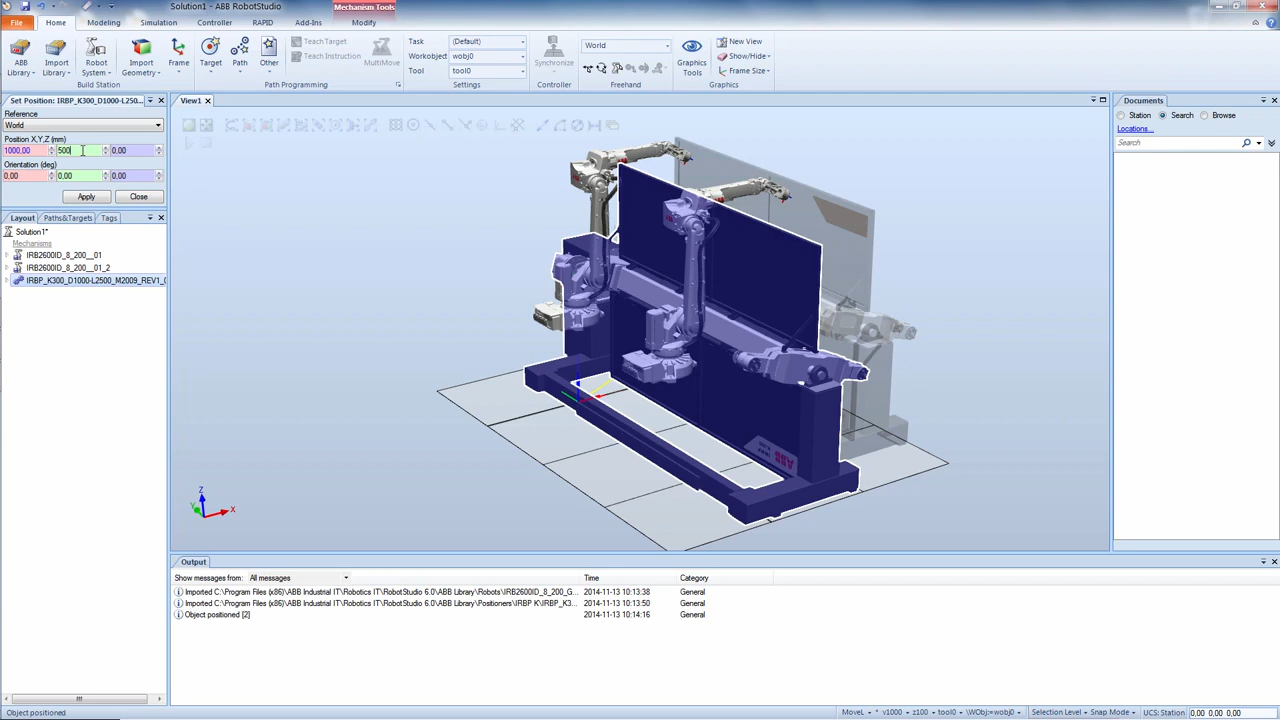 Solution1 - ABB RobotStudio
Mechanism Tools
File Home Modeling Simulation Controller RAPID Add-Ins Modify
ABB Library
Import Library
Robot System
Import Geometry
Frame
Build Station
Target
Path
Other
Teach Target
Teach Instruction
MultiMove
Path Programming
Task (Default)
Workobject wobj0
Tool tool0
Settings
Synchronize
Controller
World
Freehand
Graphics Tools
New View
Show/Hide
Frame Size
Graphics
Set Position: IRBP_K300_D1000-L250...
Reference
World
Position X,Y,Z (mm)
1000,00 500 0,00
Orientation (deg)
0,00 0,00 0,00
Apply Close
Layout Paths&Targets Tags
Solution1*
Mechanisms
IRB2600ID_8_200__01
IRB2600ID_8_200__01_2
IRBP_K300_D1000-L2500_M2009_REV1_0
View1
ABB
Z
Y
X
Documents
Station Search Browse
Locations...
Search
Output
Show messages from: All messages Time Category
Imported C:\Program Files (x86)\ABB Industrial IT\Robotics IT\RobotStudio 6.0\ABB Library\Robots\IRB2600ID_8_200_G... 2014-11-13 10:13:38 General
Imported C:\Program Files (x86)\ABB Industrial IT\Robotics IT\RobotStudio 6.0\ABB Library\Positioners\IRBP K\IRBP_K3... 2014-11-13 10:13:50 General
Object positioned [2] 2014-11-13 10:14:16 General
Object positioned
MoveL * v1000 z100 tool0 \WObj:=wobj0 Selection Level Snap Mode UCS: Station 0,00 0,00 0,00